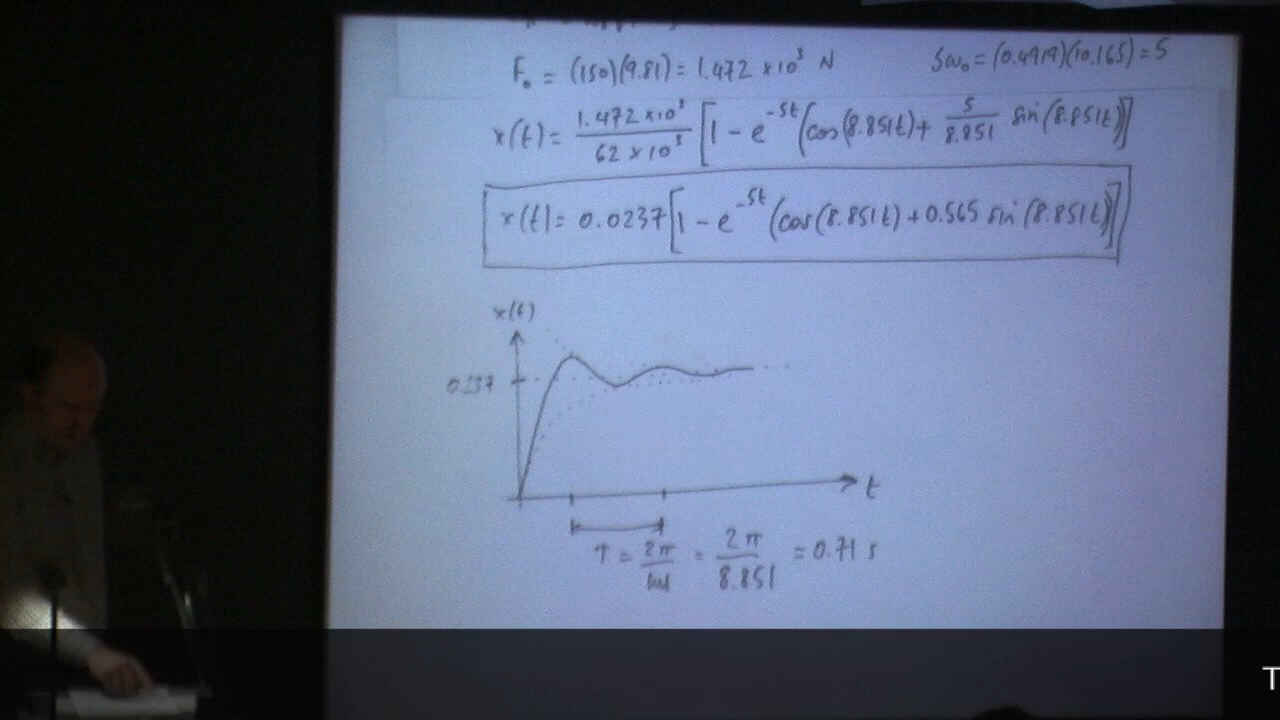 F₀ = (150)(9.81) = 1.472 × 10³ N    ζω₀ = (0.4919)(10.165) = 5
x(t) = 1.472 × 10³ / 62 × 10³ [1 - e^-5t (cos(8.851t) + 5/8.851 sin(8.851t))]
x(t) = 0.0237 [1 - e^-5t (cos(8.851t) + 0.565 sin(8.851t))]
x(t)
0.237
t
T = 2π/ωd = 2π/8.851 = 0.71 s
T